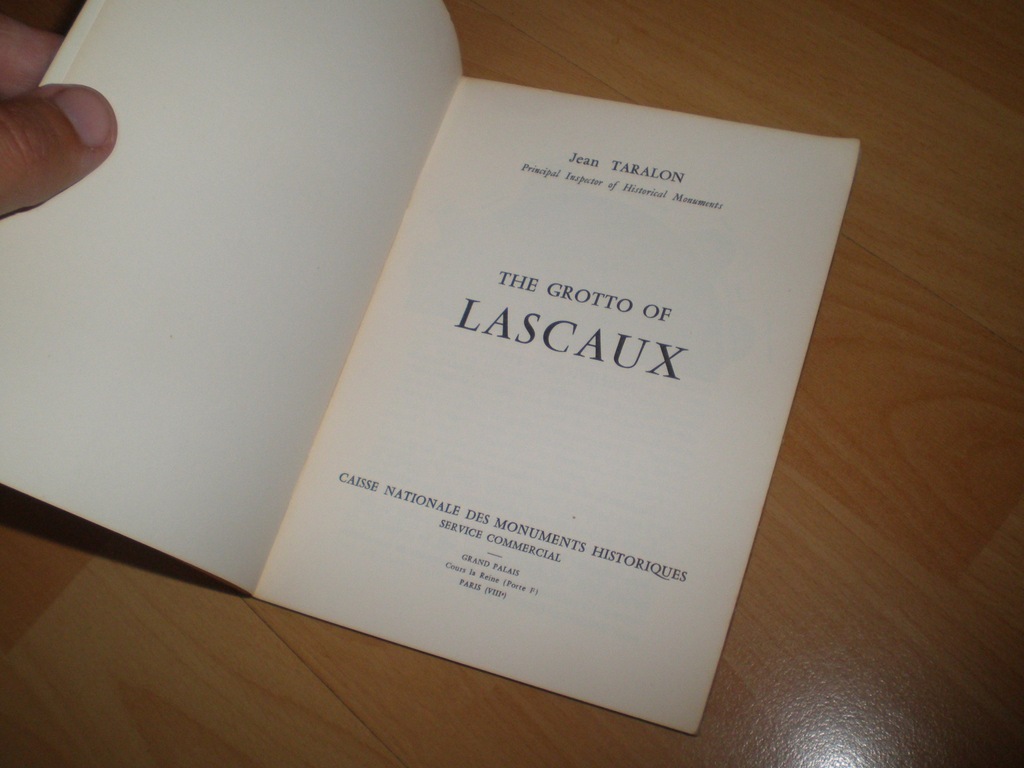 Jean TARALON
Principal Inspector of Historical Monuments
THE GROTTO OF
LASCAUX
CAISSE NATIONALE DES MONUMENTS HISTORIQUES
SERVICE COMMERCIAL
GRAND PALAIS
Cours la Reine (Porte F)
PARIS (VIIIᵉ)